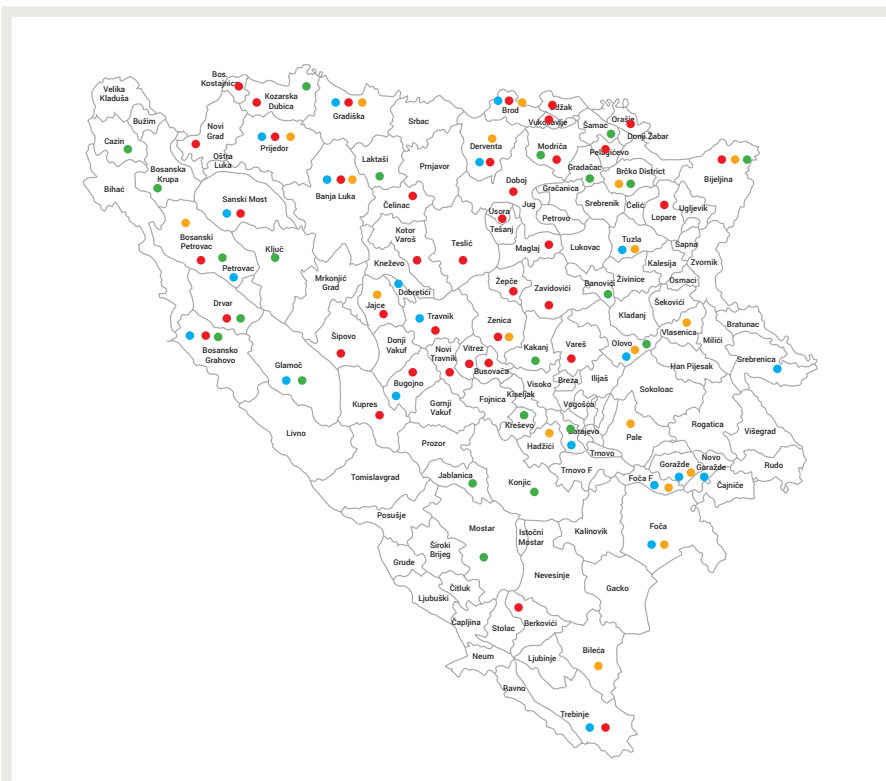 Velika
Kladuša
Bužim
Cazin
Bihać
Bosanska
Krupa
Bos.
Kostajnica
Novi
Grad
Kozarska
Dubica
Oštra
Luka
Prijedor
Gradiška
Srbac
Laktaši
Banja Luka
Prnjavor
Čelinac
Sanski Most
Bosanski
Petrovac
Petrovac
Ključ
Kotor
Varoš
Kneževo
Teslić
Mrkonjić
Grad
Dobretići
Jajce
Drvar
Bosansko
Grahovo
Glamoč
Šipovo
Donji
Vakuf
Travnik
Novi
Travnik
Vitrez
Busovača
Bugojno
Kupres
Gornji
Vakuf
Livno
Brod
Odžak
Vukosavlje
Derventa
Modriča
Šamac
Orašje
Donji Žabar
Pelagićevo
Gradačac
Brčko District
Bijeljina
Doboj
Jug
Gračanica
Petrovo
Srebrenik
Čelić
Lopare
Ugljevik
Usora
Tešanj
Maglaj
Lukovac
Tuzla
Sapna
Kalesija
Zvornik
Žepče
Zavidovići
Banovići
Živinice
Osmaci
Šekovići
Kladanj
Vlasenica
Bratunac
Milići
Srebrenica
Zenica
Kakanj
Vareš
Olovo
Han Pijesak
Sokoloac
Visoko
Breza
Ilijaš
Fojnica
Kiseljak
Vogošća
Kreševo
Sarajevo
Hadžići
Pale
Rogatica
Višegrad
Trnovo
Trnovo F
Goražde
Novo
Goražde
Foča F
Čajniče
Rudo
Prozor
Tomislavgrad
Jablanica
Konjic
Posušje
Mostar
Istočni
Mostar
Kalinovik
Foča
Široki
Brijeg
Grude
Čitluk
Ljubuški
Nevesinje
Gacko
Čapljina
Stolac
Berkovići
Neum
Ljubinje
Bileća
Ravno
Trebinje